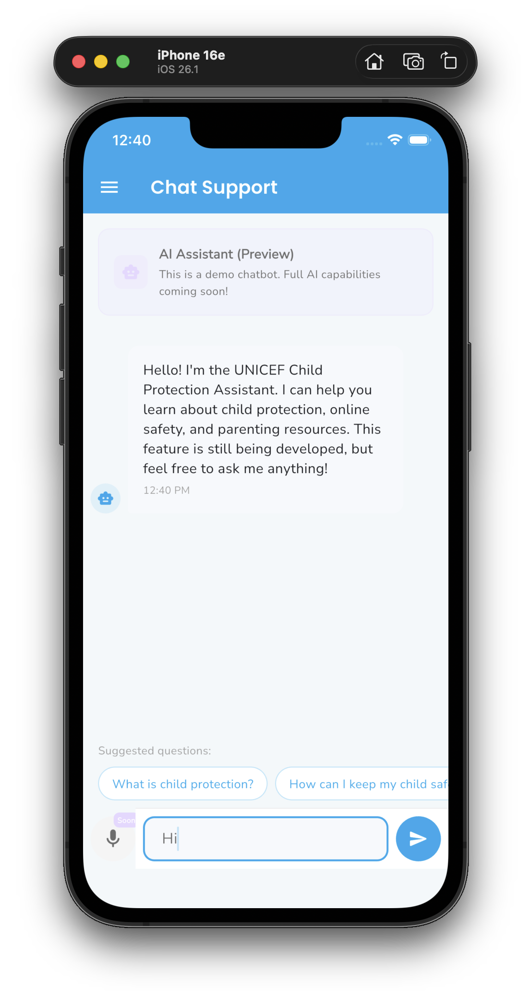 iPhone 16e
iOS 26.1
12:40
Chat Support
AI Assistant (Preview)
This is a demo chatbot. Full AI capabilities
coming soon!
Hello! I'm the UNICEF Child
Protection Assistant. I can help you
learn about child protection, online
safety, and parenting resources. This
feature is still being developed, but
feel free to ask me anything!
12:40 PM
Suggested questions:
What is child protection?
How can I keep my child saf
Soon
Hi